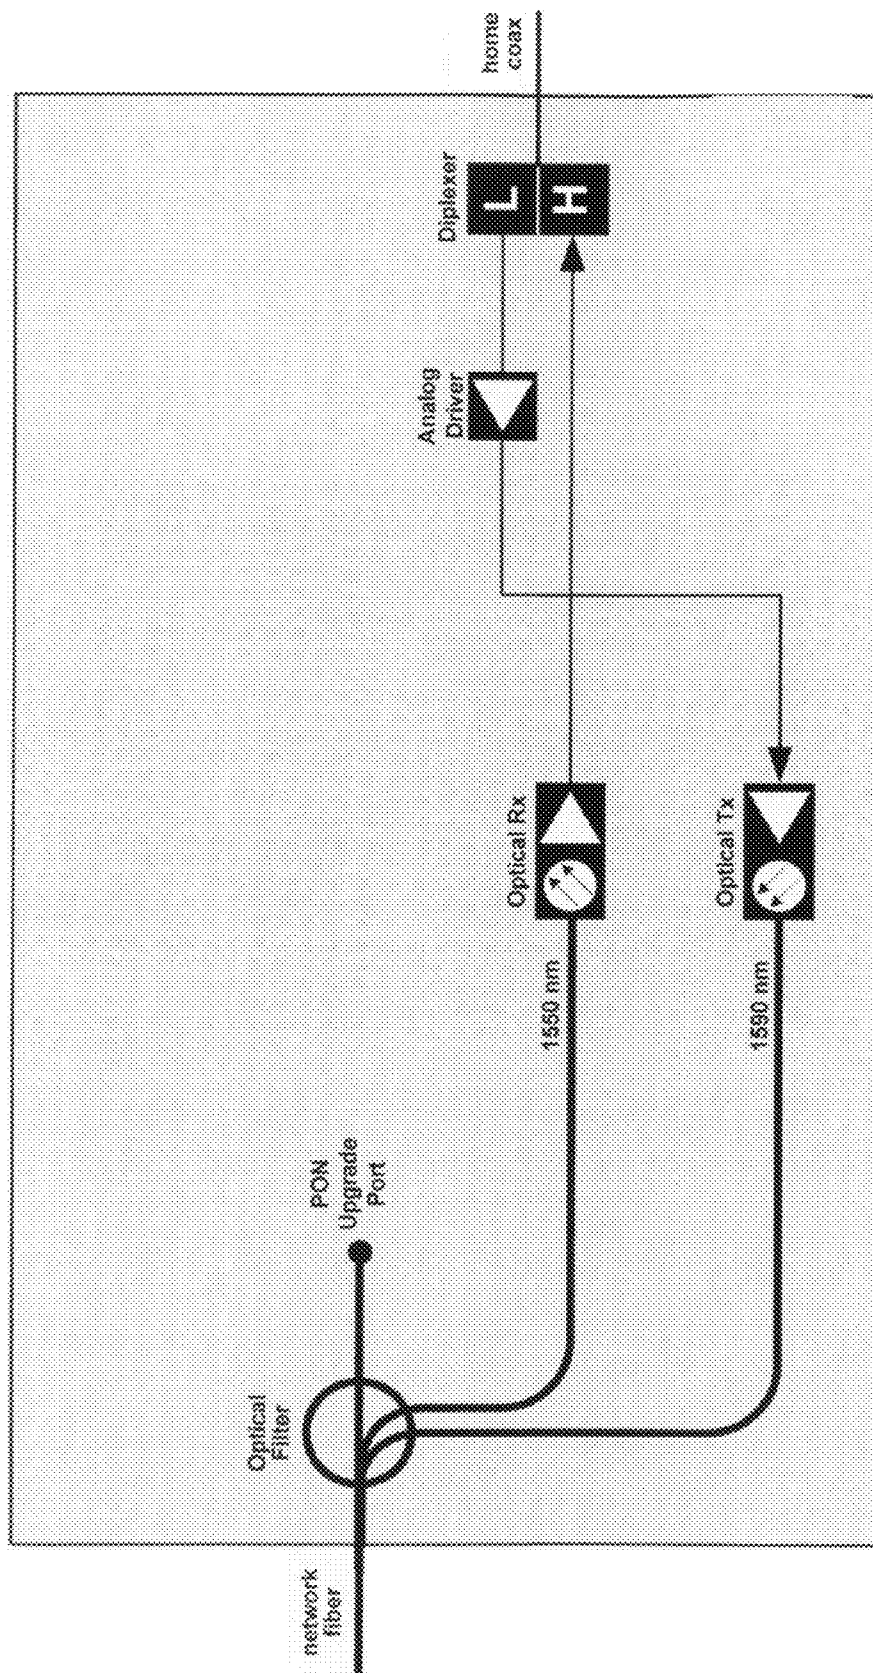 network
fiber
Optical
Filter
PON
Upgrade
Port
1550 nm
Optical Rx
1590 nm
Optical Tx
Analog
Driver
Diplexer
L
H
home
coax